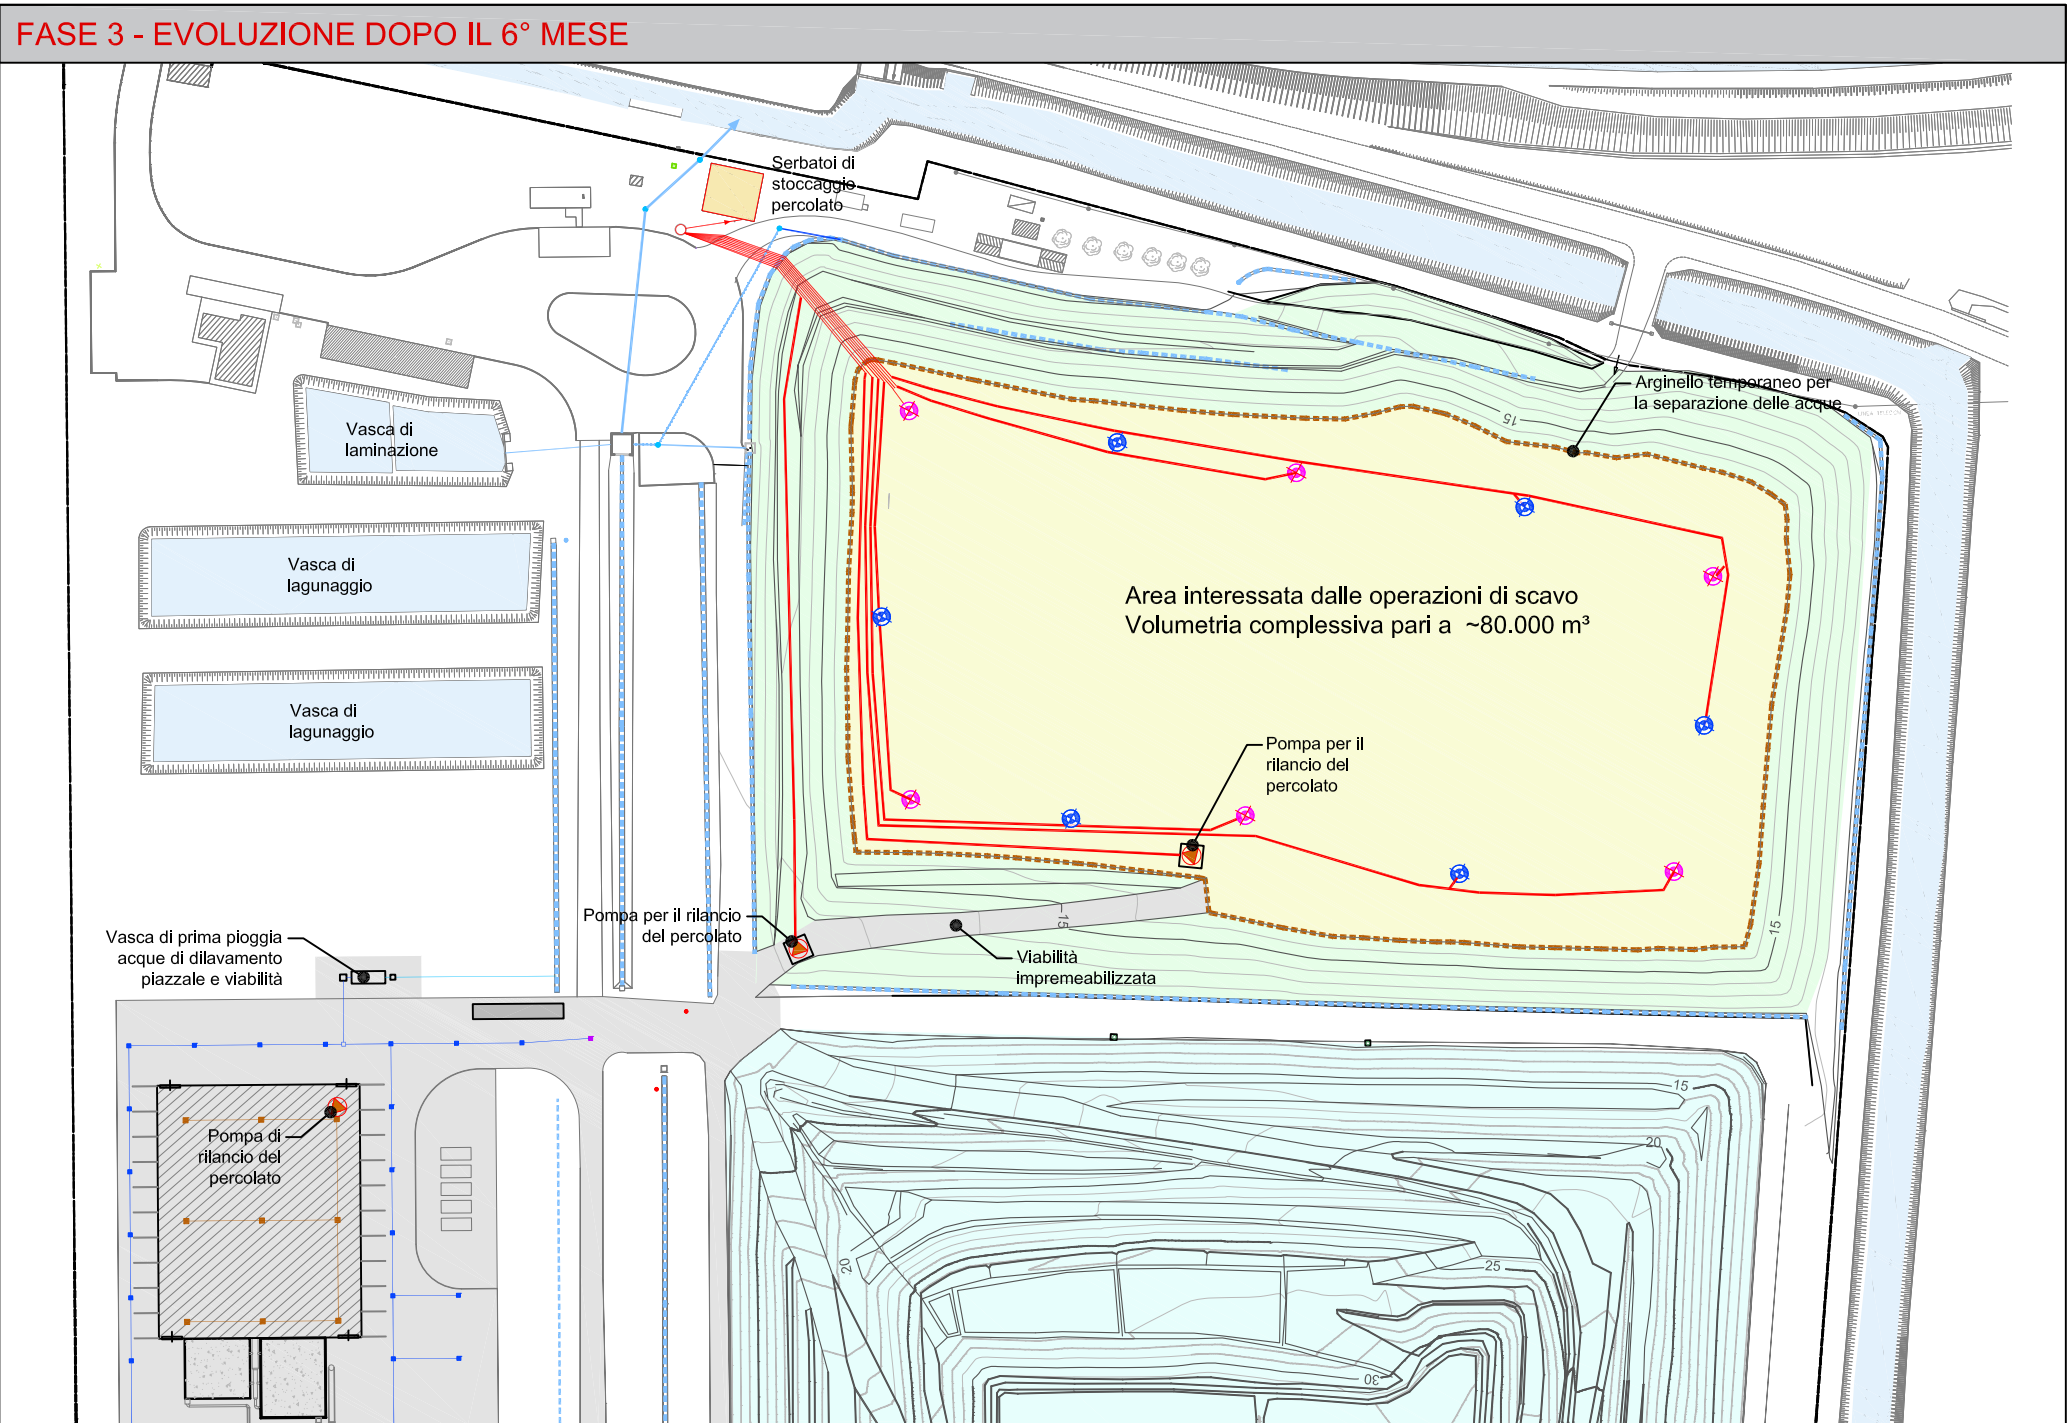 FASE 3 - EVOLUZIONE DOPO IL 6° MESE
Serbatoi di
stoccaggio
percolato
Arginello temporaneo per
la separazione delle acque
15
Vasca di
laminazione
Vasca di
lagunaggio
Area interessata dalle operazioni di scavo
Volumetria complessiva pari a ~80.000 m³
Vasca di
lagunaggio
Pompa per il
rilancio del
percolato
Pompa per il rilancio
del percolato
15
15
Viabilità
impremeabilizzata
Vasca di prima pioggia
acque di dilavamento
piazzale e viabilità
Pompa di
rilancio del
percolato
15
20
20
25
30